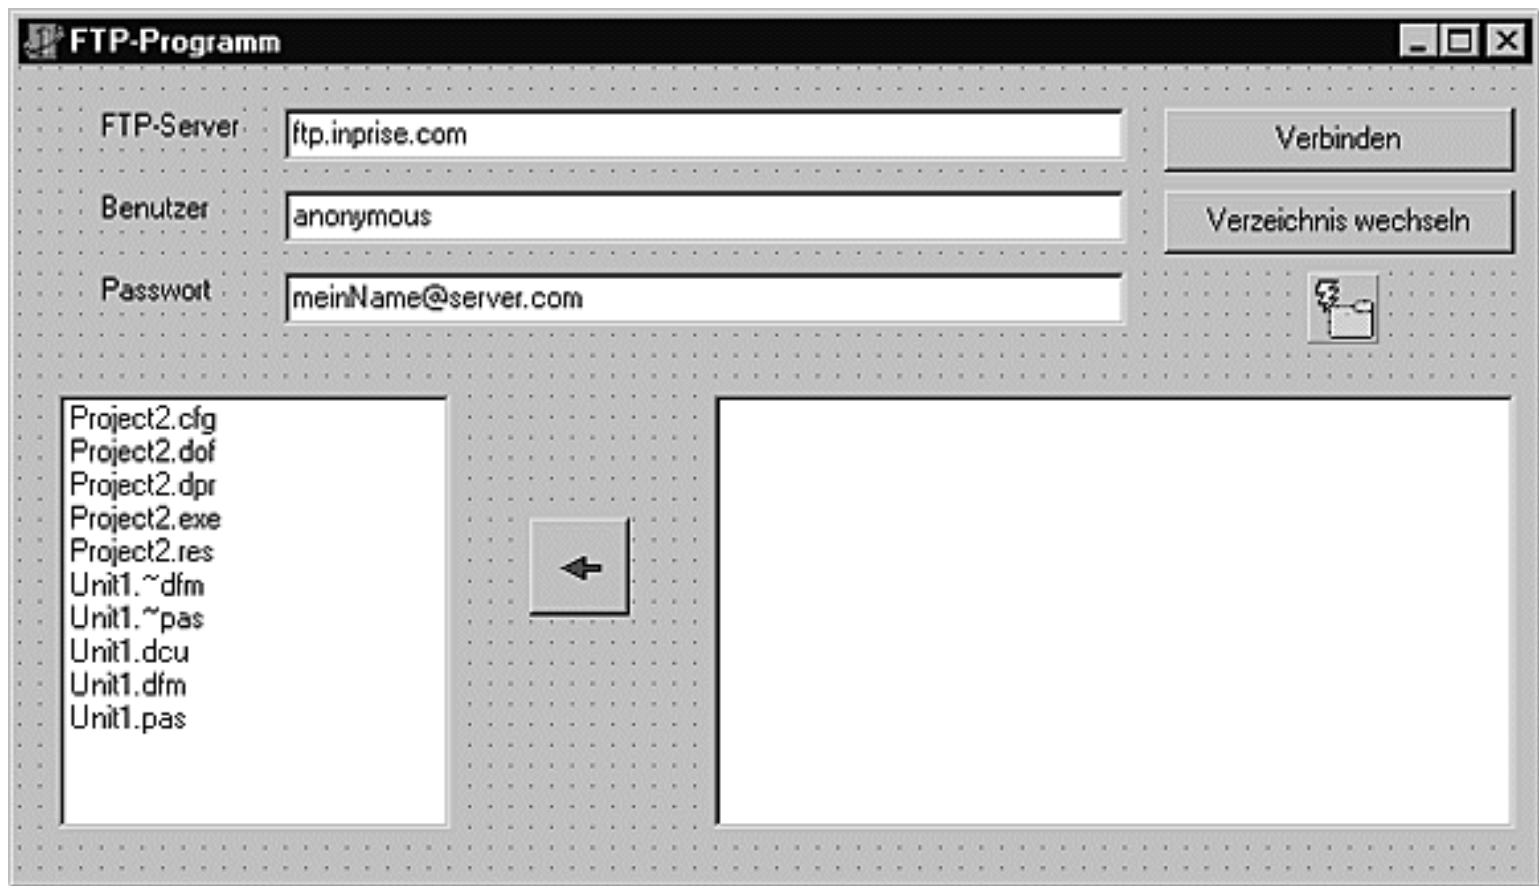 FTP-Programm
FTP-Server
ftp.inprise.com
Verbinden
Benutzer
anonymous
Verzeichnis wechseln
Passwort
meinName@server.com
Project2.cfg
Project2.dof
Project2.dpr
Project2.exe
Project2.res
Unit1.~dfm
Unit1.~pas
Unit1.dcu
Unit1.dfm
Unit1.pas